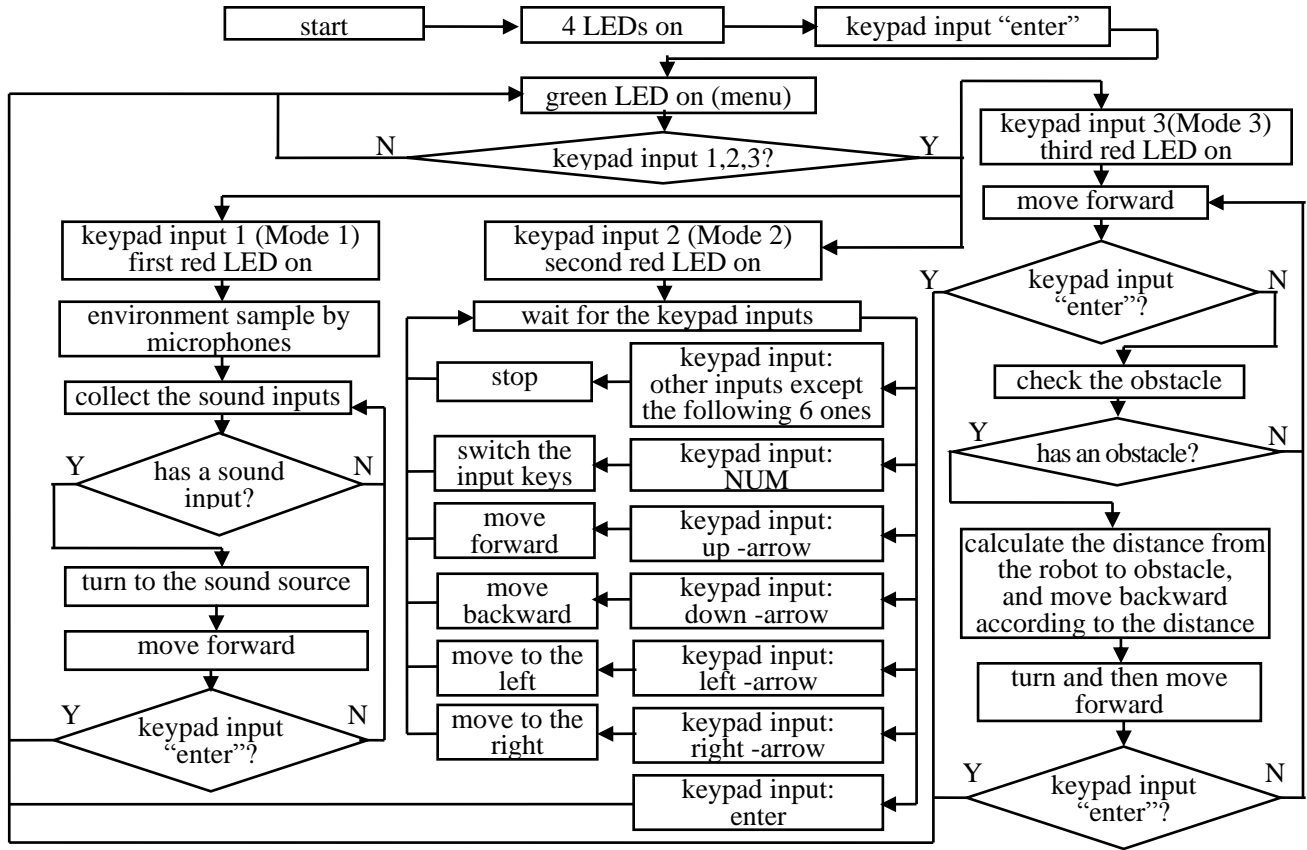 start
4 LEDs on
keypad input “enter”
green LED on (menu)
N
keypad input 1,2,3?
Y
keypad input 1 (Mode 1)
first red LED on
environment sample by
microphones
collect the sound inputs
Y
has a sound
input?
N
turn to the sound source
move forward
Y
keypad input
“enter”?
N
keypad input 2 (Mode 2)
second red LED on
wait for the keypad inputs
stop
keypad input:
other inputs except
the following 6 ones
switch the
input keys
keypad input:
NUM
move
forward
keypad input:
up -arrow
move
backward
keypad input:
down -arrow
move to the
left
keypad input:
left -arrow
move to the
right
keypad input:
right -arrow
keypad input:
enter
keypad input 3(Mode 3)
third red LED on
move forward
Y
keypad input
“enter”?
N
check the obstacle
Y
has an obstacle?
N
calculate the distance from
the robot to obstacle,
and move backward
according to the distance
turn and then move
forward
Y
keypad input
“enter”?
N